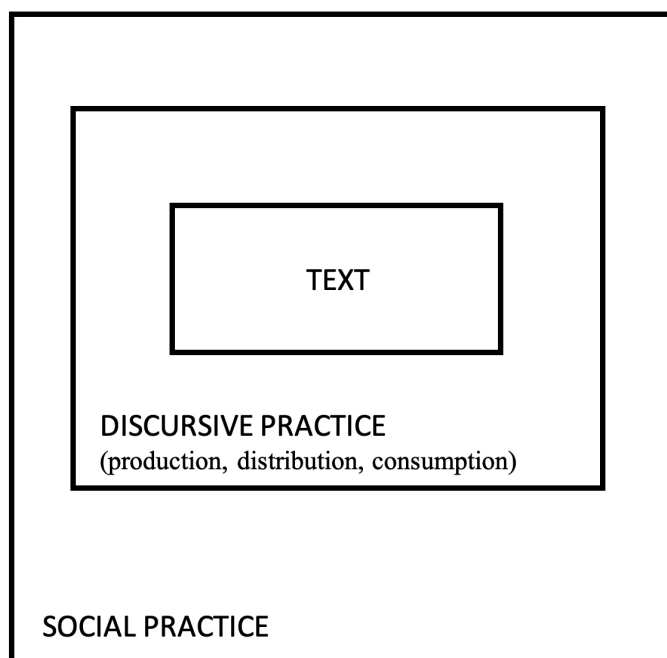 TEXT
DISCURSIVE PRACTICE
(production, distribution, consumption)
SOCIAL PRACTICE